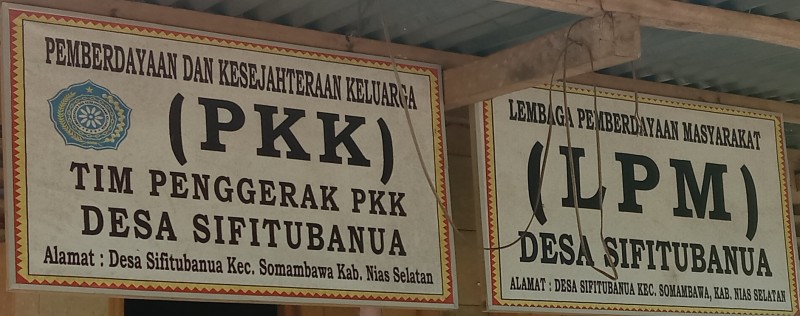 PEMBERDAYAAN DAN KESEJAHTERAAN KELUARGA
(PKK)
TIM PENGGERAK PKK
DESA SIFITUBANUA
Alamat : Desa Sifitubanua Kec. Somambawa Kab. Nias Selatan
LEMBAGA PEMBERDAYAAN MASYARAKAT
(LPM)
DESA SIFITUBANUA
ALAMAT : DESA SIFITUBANUA KEC. SOMAMBAWA, KAB. NIAS SELATAN